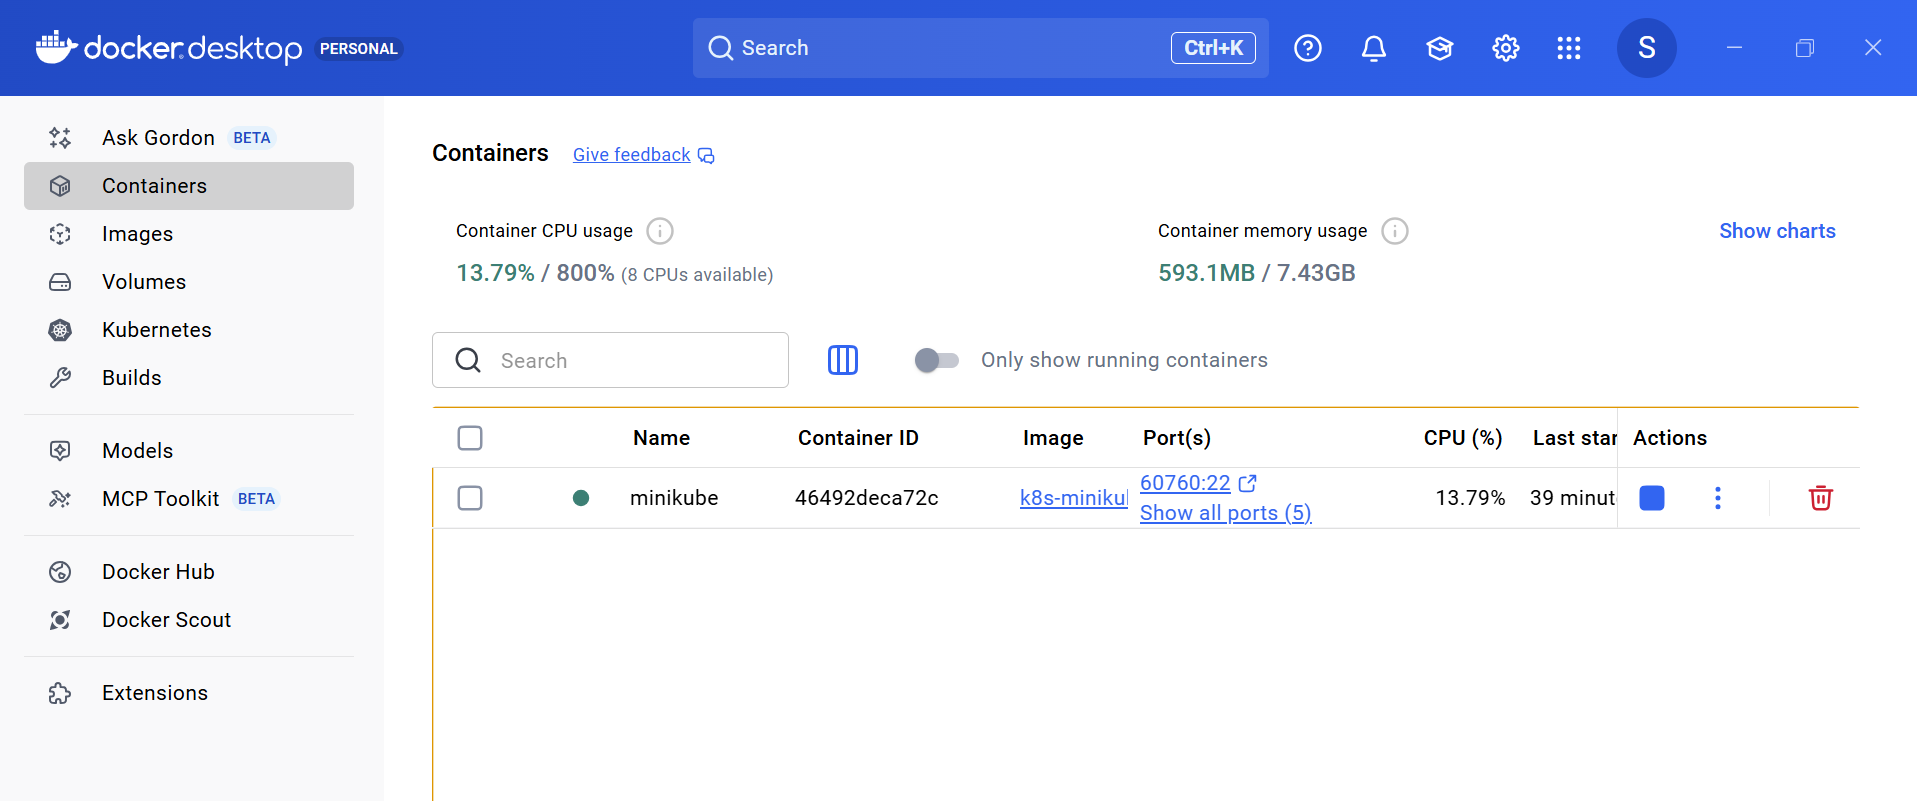 docker desktop PERSONAL
Search Ctrl+K
S
Ask Gordon BETA
Containers
Images
Volumes
Kubernetes
Builds
Models
MCP Toolkit BETA
Docker Hub
Docker Scout
Extensions
Containers Give feedback
Container CPU usage
13.79% / 800% (8 CPUs available)
Container memory usage
593.1MB / 7.43GB
Show charts
Search
Only show running containers
Name Container ID Image Port(s) CPU (%) Last star Actions
minikube 46492deca72c k8s-miniku 60760:22 13.79% 39 minut
Show all ports (5)